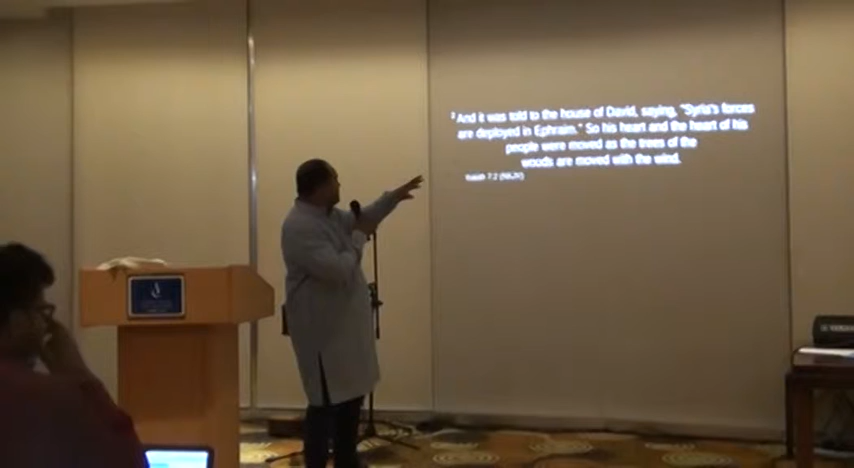 ² And it was told to the house of David, saying, "Syria's forces
are deployed in Ephraim." So his heart and the heart of his
people were moved as the trees of the
woods are moved with the wind.
Isaiah 7:2 (NKJV)